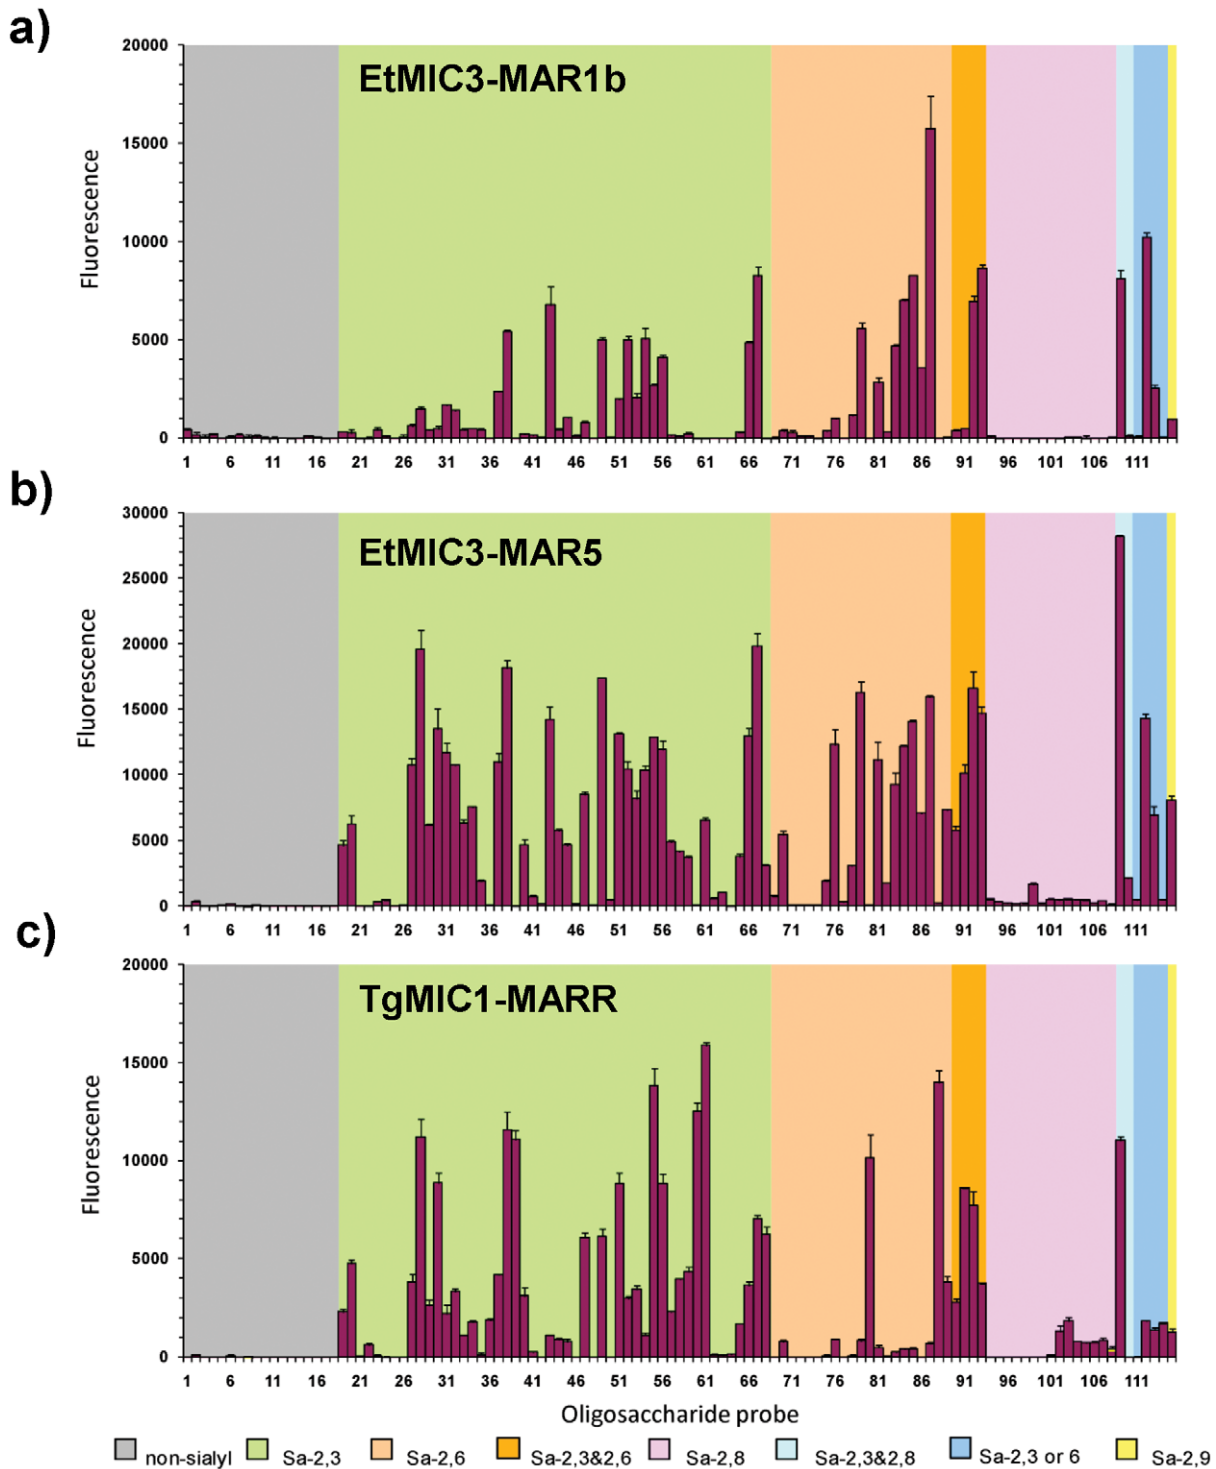 a)
20000
15000
10000
5000
0
Fluorescence
EtMIC3-MAR1b
1 6 11 16 21 26 31 36 41 46 51 56 61 66 71 76 81 86 91 96 101 106 111
b)
30000
25000
20000
15000
10000
5000
0
Fluorescence
EtMIC3-MAR5
1 6 11 16 21 26 31 36 41 46 51 56 61 66 71 76 81 86 91 96 101 106 111
c)
20000
15000
10000
5000
0
Fluorescence
TgMIC1-MARR
1 6 11 16 21 26 31 36 41 46 51 56 61 66 71 76 81 86 91 96 101 106 111
Oligosaccharide probe
non-sialyl Sa-2,3 Sa-2,6 Sa-2,3&2,6 Sa-2,8 Sa-2,3&2,8 Sa-2,3 or 6 Sa-2,9